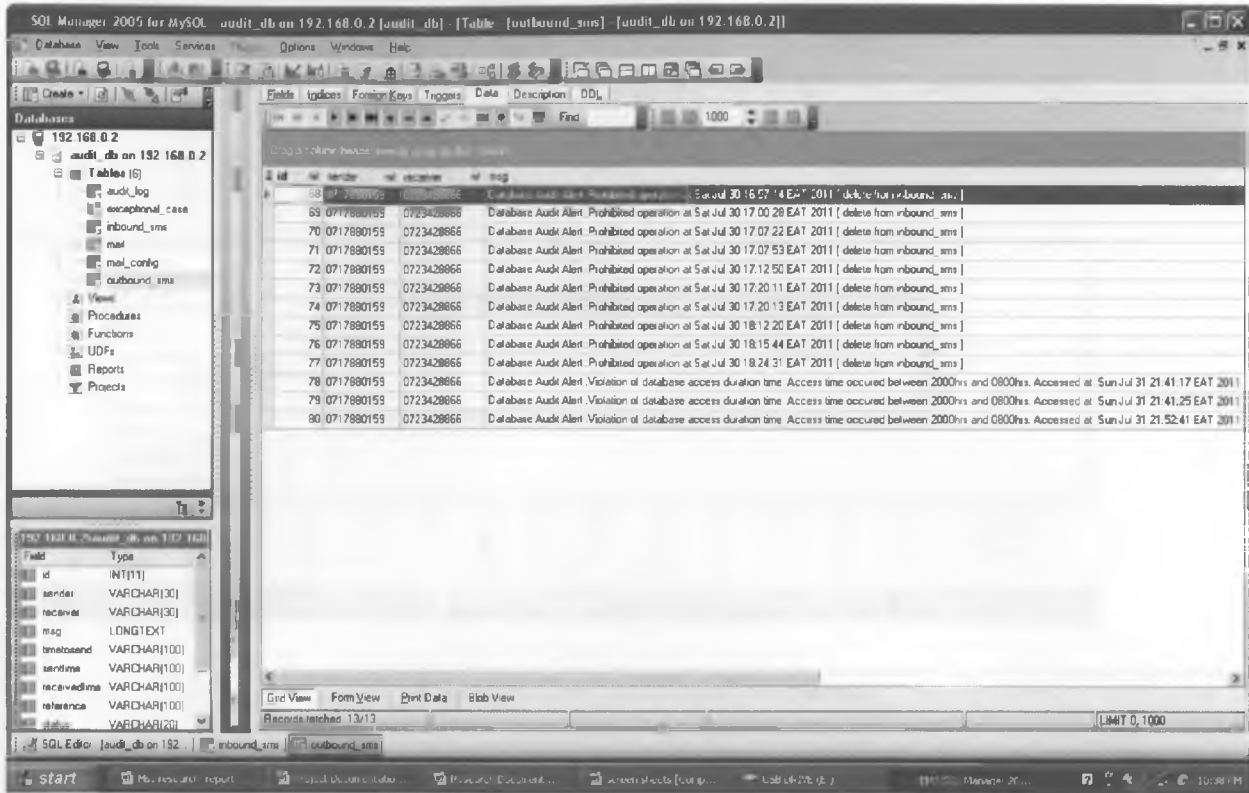 SQL Manager 2005 for MySQL audit_db on 192.168.0.2 [audit_db] - [Table [outbound_sms] - [audit_db on 192.168.0.2]]
Database View Tools Services Options Windows Help
Create
Fields Indices Foreign Keys Triggers Data Description DDL
Databases
Find 1000
192 168.0.2
audit_db on 192 168 0 2
Tables (6)
audit_log
exceptional_case
inbound_sms
mail
mail_config
outbound_sms
Views
Procedures
Functions
UDFs
Reports
Projects
id sender receiver msg
68 Sat Jul 30 16:57:14 EAT 2011 [ delete from inbound_sms ]
69 0717880159 0723428866 Database Audit Alert .Prohibited operation at Sat Jul 30 17:00:28 EAT 2011 [ delete from inbound_sms ]
70 0717880159 0723428866 Database Audit Alert .Prohibited operation at Sat Jul 30 17:07:22 EAT 2011 [ delete from inbound_sms ]
71 0717880159 0723428866 Database Audit Alert .Prohibited operation at Sat Jul 30 17:07:53 EAT 2011 [ delete from inbound_sms ]
72 0717880159 0723428866 Database Audit Alert .Prohibited operation at Sat Jul 30 17:12:50 EAT 2011 [ delete from inbound_sms ]
73 0717880159 0723428866 Database Audit Alert .Prohibited operation at Sat Jul 30 17:20:11 EAT 2011 [ delete from inbound_sms ]
74 0717880159 0723428866 Database Audit Alert .Prohibited operation at Sat Jul 30 17:20:13 EAT 2011 [ delete from inbound_sms ]
75 0717880159 0723428866 Database Audit Alert .Prohibited operation at Sat Jul 30 18:12:20 EAT 2011 [ delete from inbound_sms ]
76 0717880159 0723428866 Database Audit Alert .Prohibited operation at Sat Jul 30 18:15:44 EAT 2011 [ delete from inbound_sms ]
77 0717880159 0723428866 Database Audit Alert .Prohibited operation at Sat Jul 30 18:24:31 EAT 2011 [ delete from inbound_sms ]
78 0717880159 0723428866 Database Audit Alert .Violation of database access duration time. Access time occured between 2000hrs and 0800hrs. Accessed at Sun Jul 31 21:41:17 EAT 2011
79 0717880159 0723428866 Database Audit Alert .Violation of database access duration time. Access time occured between 2000hrs and 0800hrs. Accessed at Sun Jul 31 21:41:25 EAT 2011
80 0717880159 0723428866 Database Audit Alert .Violation of database access duration time. Access time occured between 2000hrs and 0800hrs. Accessed at Sun Jul 31 21:52:41 EAT 2011
Field Type
id INT(11)
sender VARCHAR(30)
receiver VARCHAR(30)
msg LONGTEXT
timetosend VARCHAR(100)
senttime VARCHAR(100)
receivedtime VARCHAR(100)
reference VARCHAR(100)
status VARCHAR(20)
Grid View Form View Print Data Blob View
Records fetched: 13/13 LIMIT 0, 1000
SQL Editor [audit_db on 192... inbound_sms outbound_sms
start Msc research report Project Documentatio... Research Document... screen sheets [Comp... USB DRIVE (E:) Manager 20... 10:38 PM